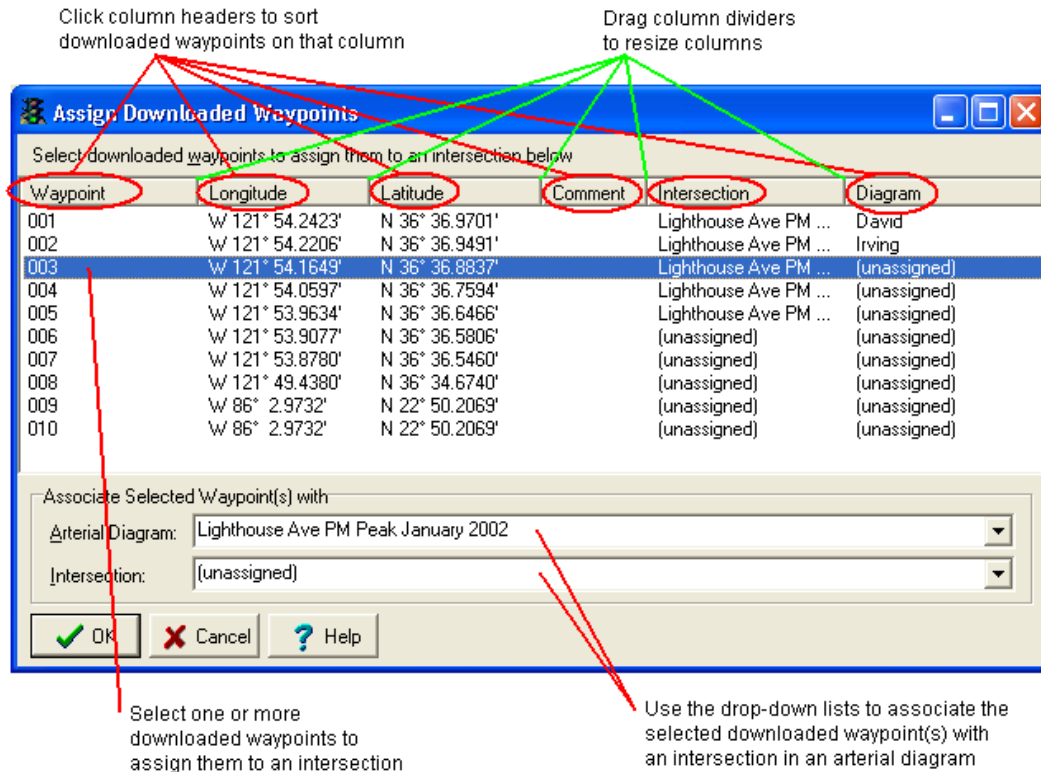 Click column headers to sort
downloaded waypoints on that column
Drag column dividers
to resize columns
Assign Downloaded Waypoints
Select downloaded waypoints to assign them to an intersection below
Waypoint Longitude Latitude Comment Intersection Diagram
001 W 121° 54.2423' N 36° 36.9701' Lighthouse Ave PM ... David
002 W 121° 54.2206' N 36° 36.9491' Lighthouse Ave PM ... Irving
003 W 121° 54.1649' N 36° 36.8837' Lighthouse Ave PM ... (unassigned)
004 W 121° 54.0597' N 36° 36.7594' Lighthouse Ave PM ... (unassigned)
005 W 121° 53.9634' N 36° 36.6466' Lighthouse Ave PM ... (unassigned)
006 W 121° 53.9077' N 36° 36.5806' (unassigned) (unassigned)
007 W 121° 53.8780' N 36° 36.5460' (unassigned) (unassigned)
008 W 121° 49.4380' N 36° 34.6740' (unassigned) (unassigned)
009 W 86° 2.9732' N 22° 50.2069' (unassigned) (unassigned)
010 W 86° 2.9732' N 22° 50.2069' (unassigned) (unassigned)
Associate Selected Waypoint(s) with
Arterial Diagram: Lighthouse Ave PM Peak January 2002
Intersection: (unassigned)
OK Cancel Help
Select one or more
downloaded waypoints to
assign them to an intersection
Use the drop-down lists to associate the
selected downloaded waypoint(s) with
an intersection in an arterial diagram